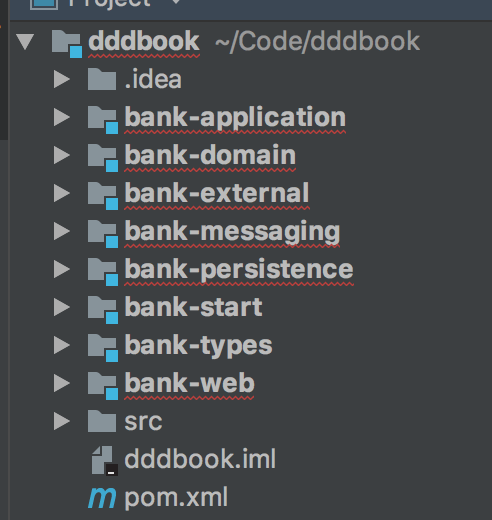 Project
dddbook ~/Code/dddbook
.idea
bank-application
bank-domain
bank-external
bank-messaging
bank-persistence
bank-start
bank-types
bank-web
src
dddbook.iml
pom.xml